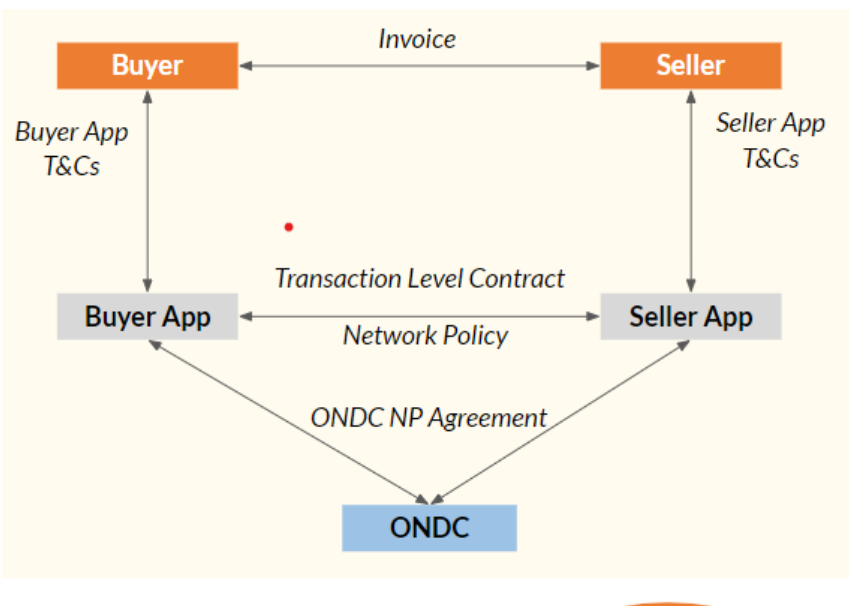 Invoice
Buyer
Seller
Buyer App
T&Cs
Seller App
T&Cs
Transaction Level Contract
Buyer App
Seller App
Network Policy
ONDC NP Agreement
ONDC